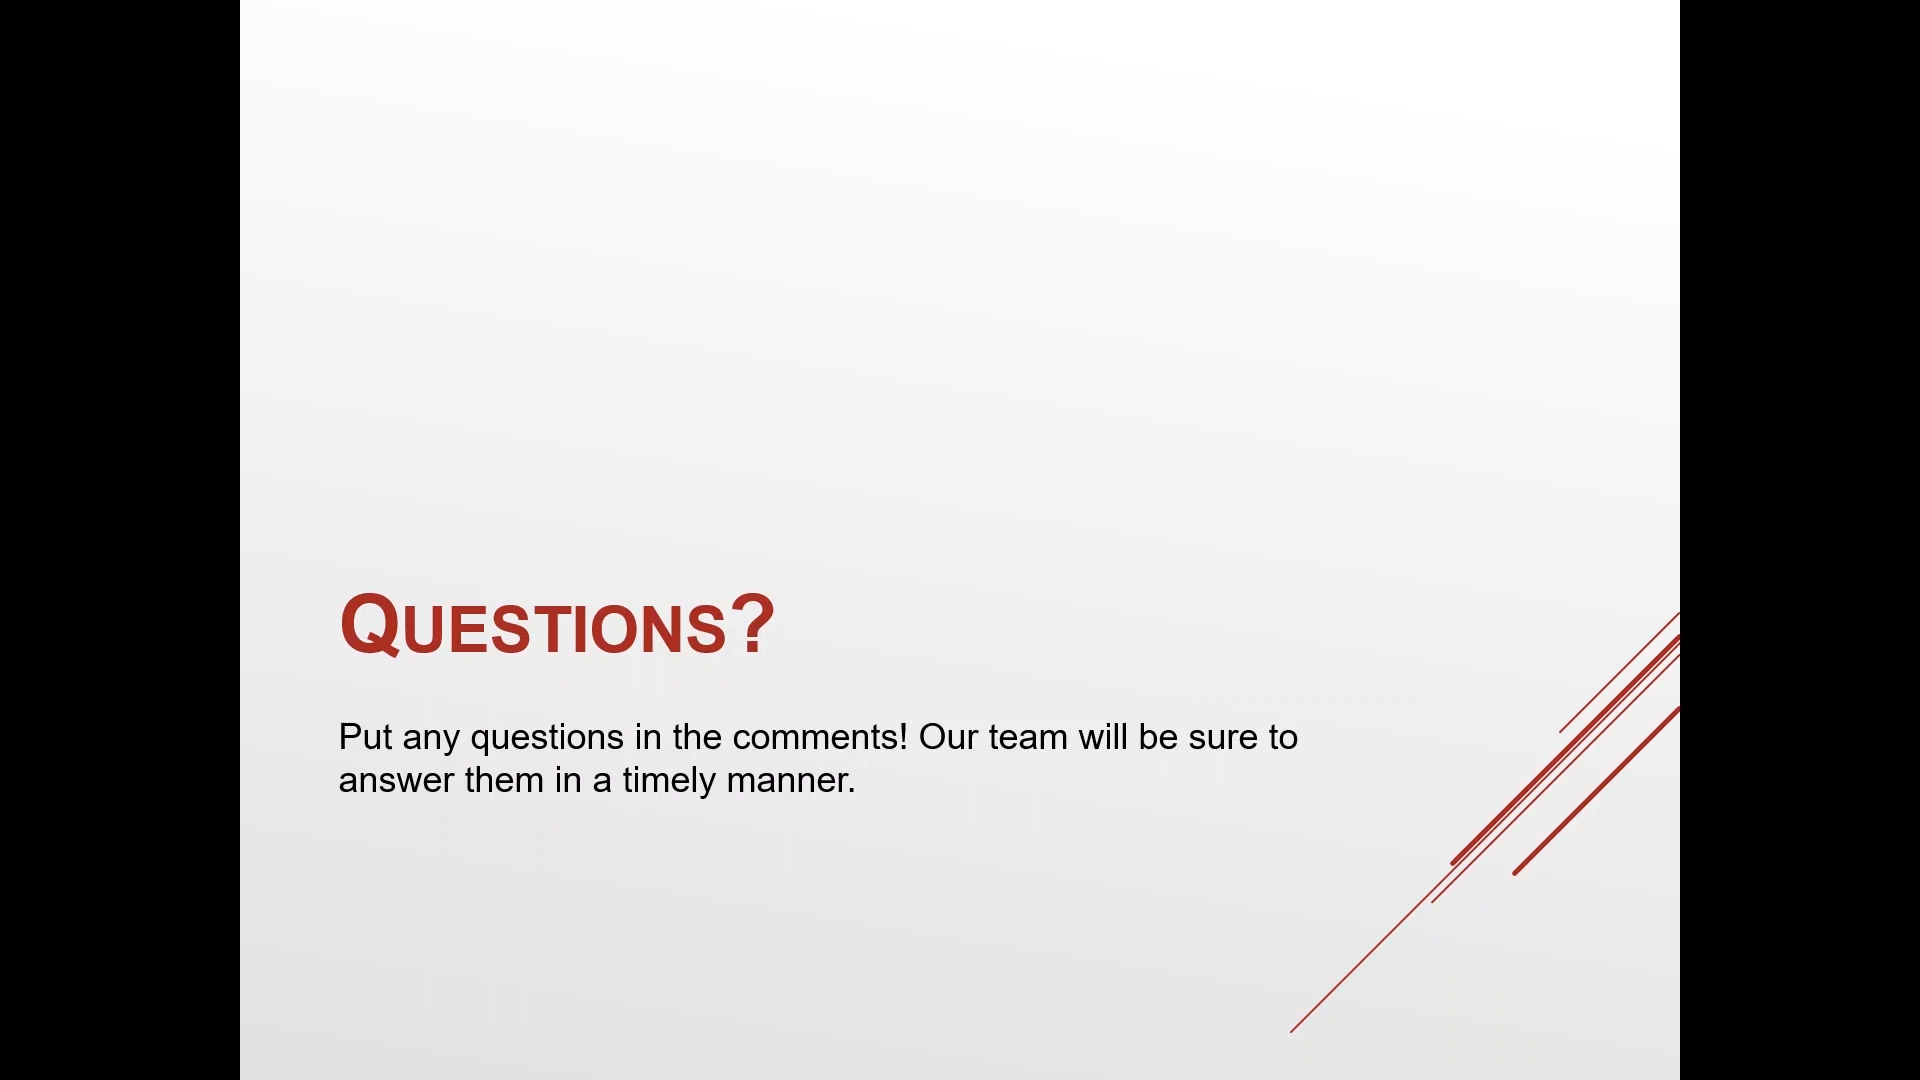 QUESTIONS?
Put any questions in the comments! Our team will be sure to
answer them in a timely manner.